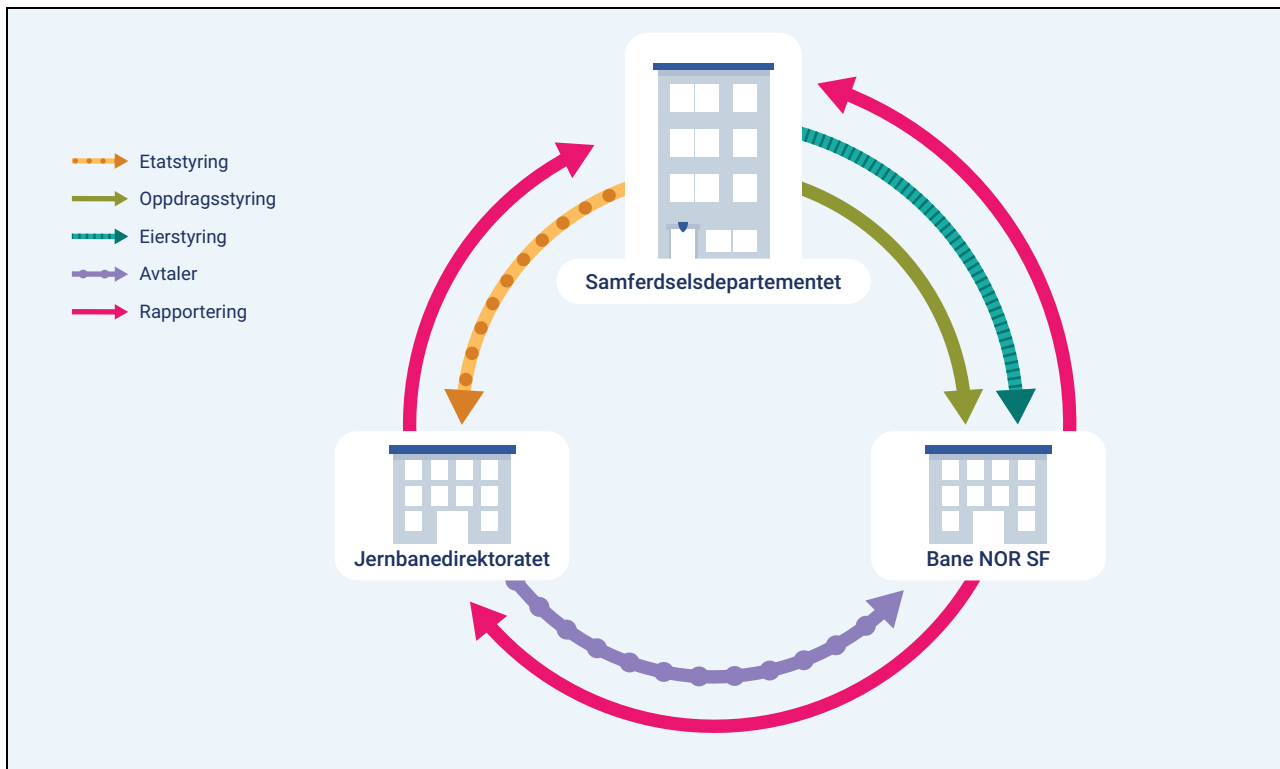 Etatstyring
Oppdragsstyring
Eierstyring
Avtaler
Rapportering
Samferdselsdepartementet
Jernbanedirektoratet
Bane NOR SF